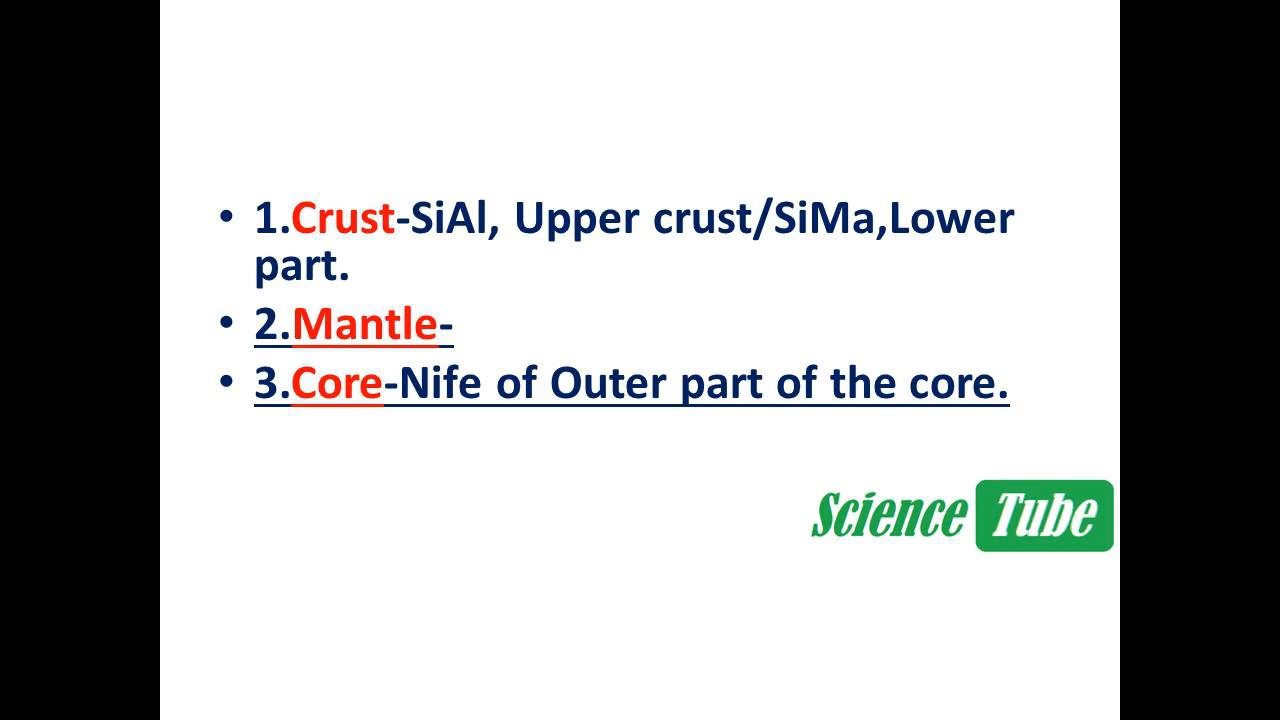 • 1.Crust-SiAl, Upper crust/SiMa,Lower
part.
• 2.Mantle-
• 3.Core-Nife of Outer part of the core.
Science Tube